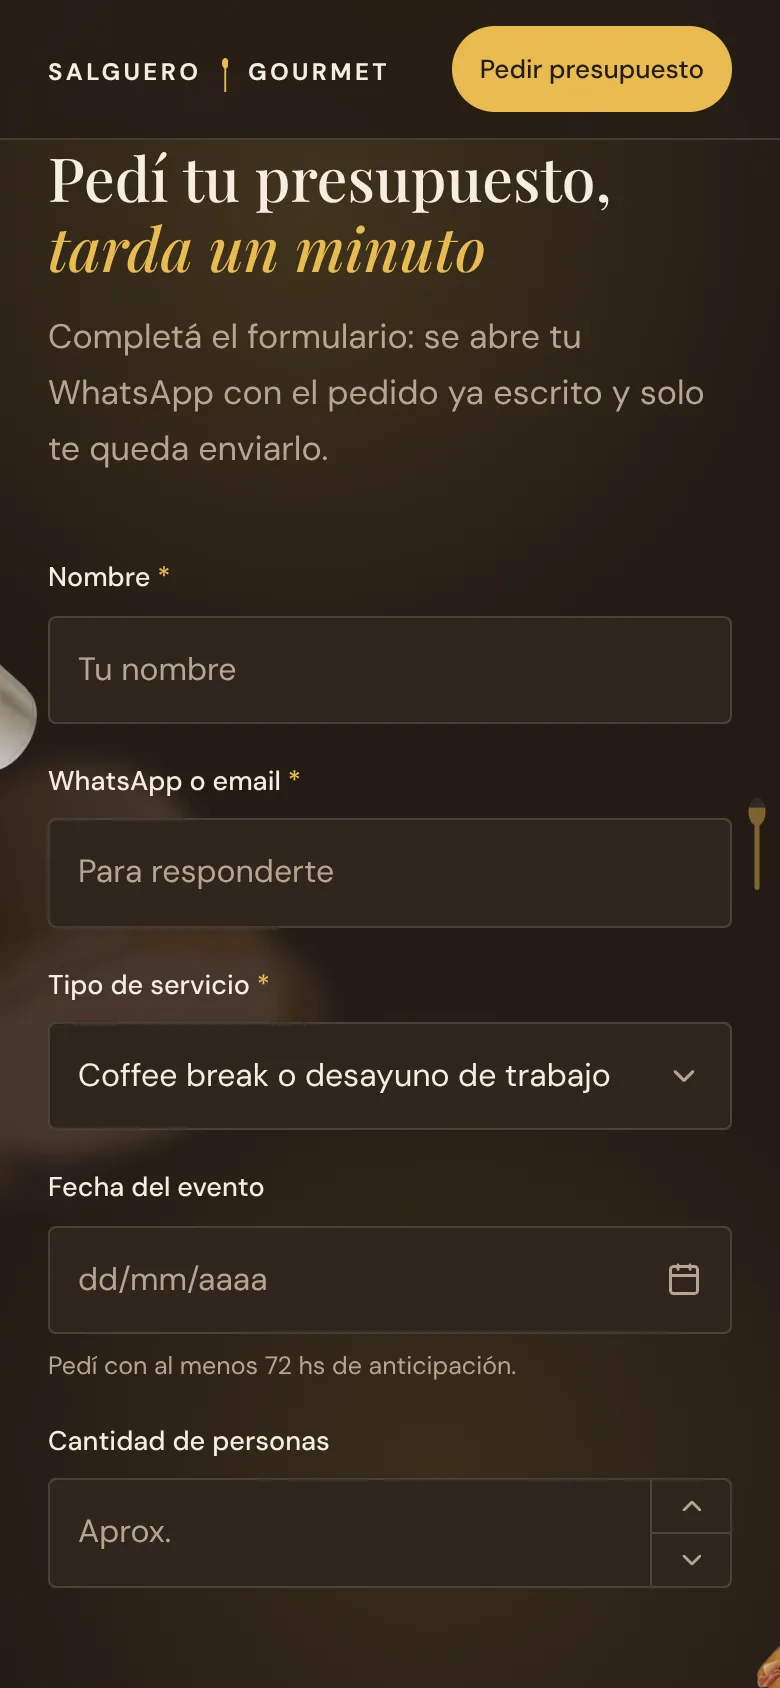 SALGUERO GOURMET
Pedir presupuesto
Pedí tu presupuesto,
tarda un minuto
Completá el formulario: se abre tu
WhatsApp con el pedido ya escrito y solo
te queda enviarlo.
Nombre *
Tu nombre
WhatsApp o email *
Para responderte
Tipo de servicio *
Coffee break o desayuno de trabajo
Fecha del evento
dd/mm/aaaa
Pedí con al menos 72 hs de anticipación.
Cantidad de personas
Aprox.